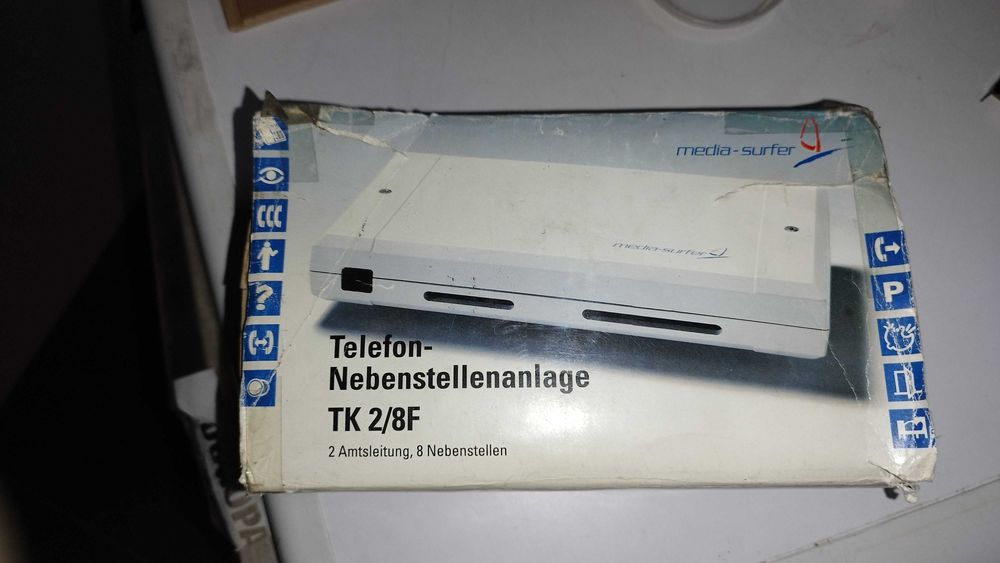 media-surfer
media-surfer
P
?
Telefon-
Nebenstellenanlage
TK 2/8F
2 Amtsleitung, 8 Nebenstellen